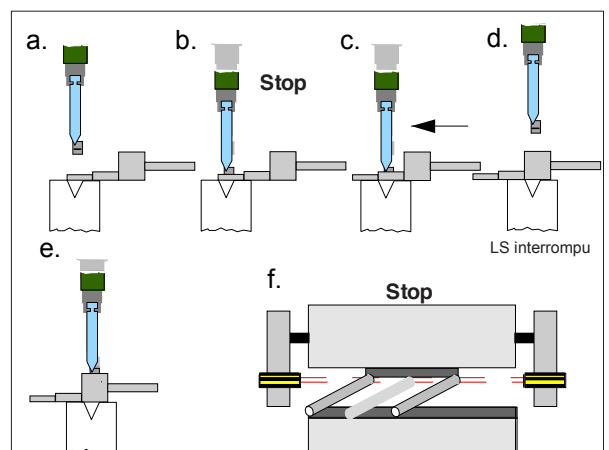 a.
b.
Stop
c.
d.
LS interrompu
e.
f.
Stop